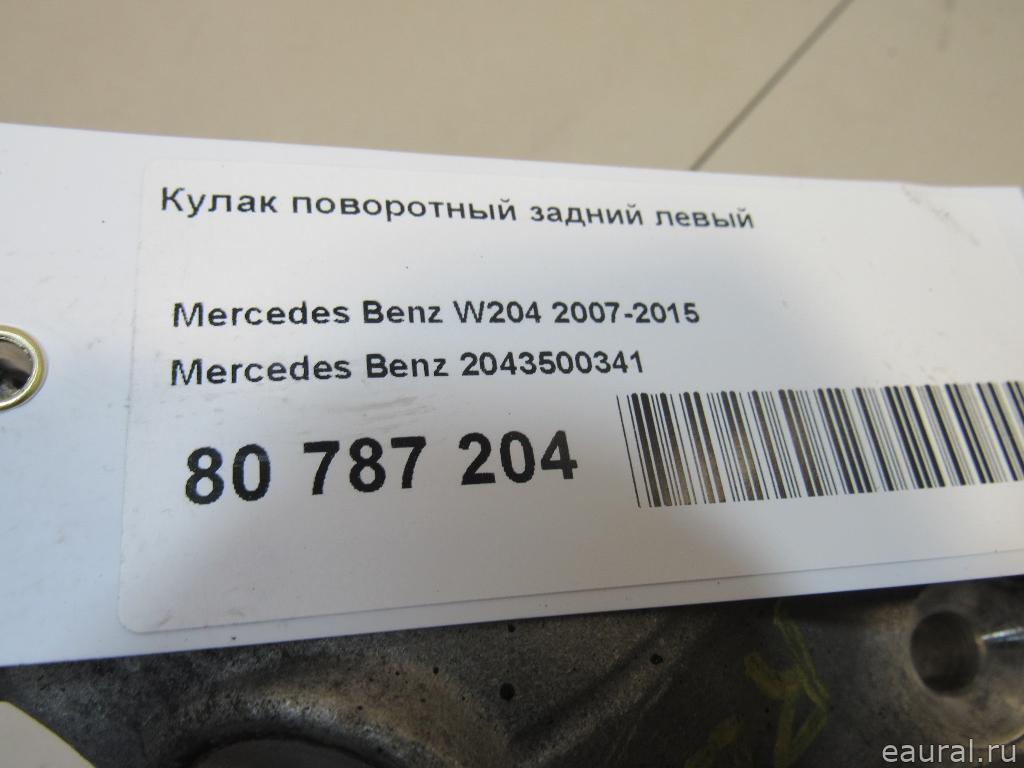 Кулак поворотный задний левый
Mercedes Benz W204 2007-2015
Mercedes Benz 2043500341
80 787 204
eaural.ru